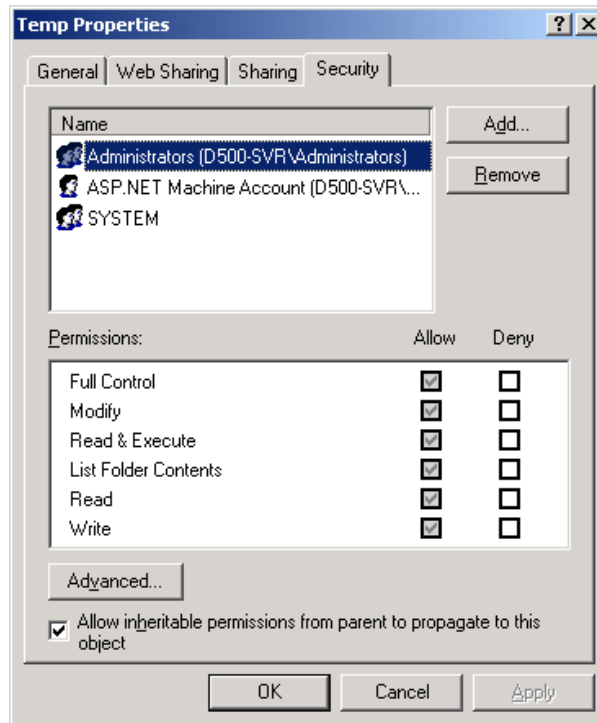 Temp Properties
General Web Sharing Sharing Security
Name
Add...
Administrators (D500-SVR\Administrators)
ASP.NET Machine Account (D500-SVR\...
Remove
SYSTEM
Permissions: Allow Deny
Full Control
Modify
Read & Execute
List Folder Contents
Read
Write
Advanced...
Allow inheritable permissions from parent to propagate to this
object
OK Cancel Apply